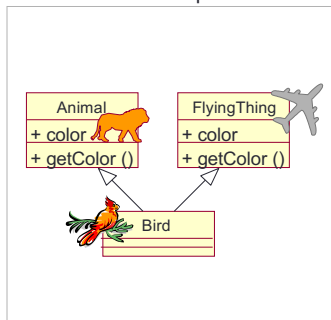 Animal
+ color
+ getColor ()
FlyingThing
+ color
+ getColor ()
Bird